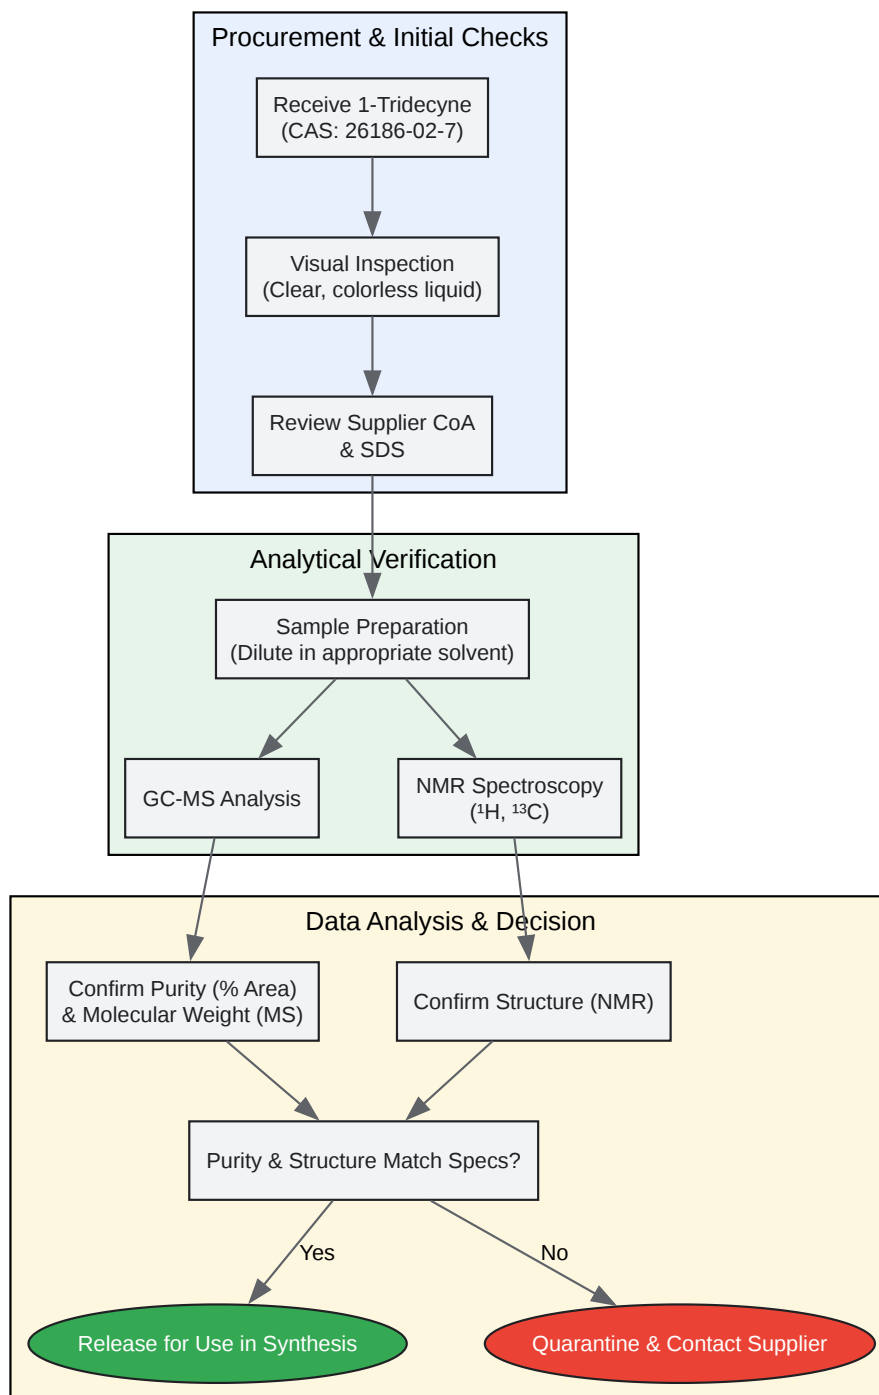 Procurement & Initial Checks
Receive 1-Tridecyne
(CAS: 26186-02-7)
Visual Inspection
(Clear, colorless liquid)
Review Supplier CoA
& SDS
Analytical Verification
Sample Preparation
(Dilute in appropriate solvent)
GC-MS Analysis
NMR Spectroscopy
(¹H, ¹³C)
Data Analysis & Decision
Confirm Purity (% Area)
& Molecular Weight (MS)
Confirm Structure (NMR)
Purity & Structure Match Specs?
Yes
No
Release for Use in Synthesis
Quarantine & Contact Supplier